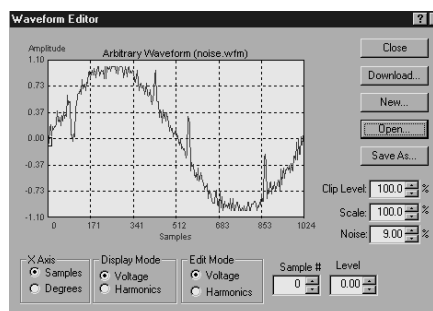 Waveform Editor
?
Amplitude
Arbitrary Waveform (noise.wfm)
1.10
0.73
0.37
0.00
-0.37
-0.73
-1.10
0 171 341 512 683 853 1024
Samples
Close
Download...
New...
Open...
Save As...
Clip Level: 100.0 %
Scale: 100.0 %
Noise: 9.00 %
X Axis
Samples
Degrees
Display Mode
Voltage
Harmonics
Edit Mode
Voltage
Harmonics
Sample # Level
0 0.00